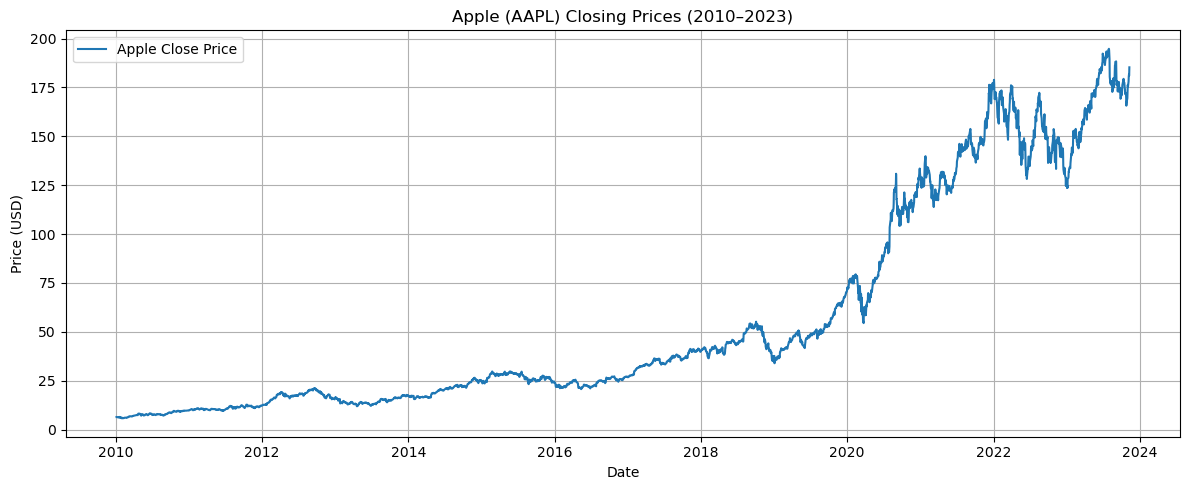 Apple (AAPL) Closing Prices (2010–2023)
Apple Close Price
Price (USD)
200
175
150
125
100
75
50
25
0
2010 2012 2014 2016 2018 2020 2022 2024
Date